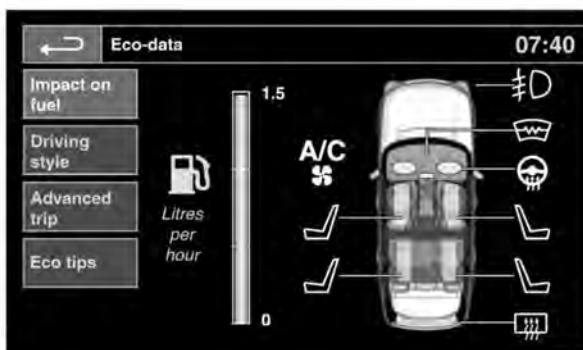 Eco-data
07:40
Impact on
fuel
Driving
style
Advanced
trip
Eco tips
Litres
per
hour
1.5
0
A/C